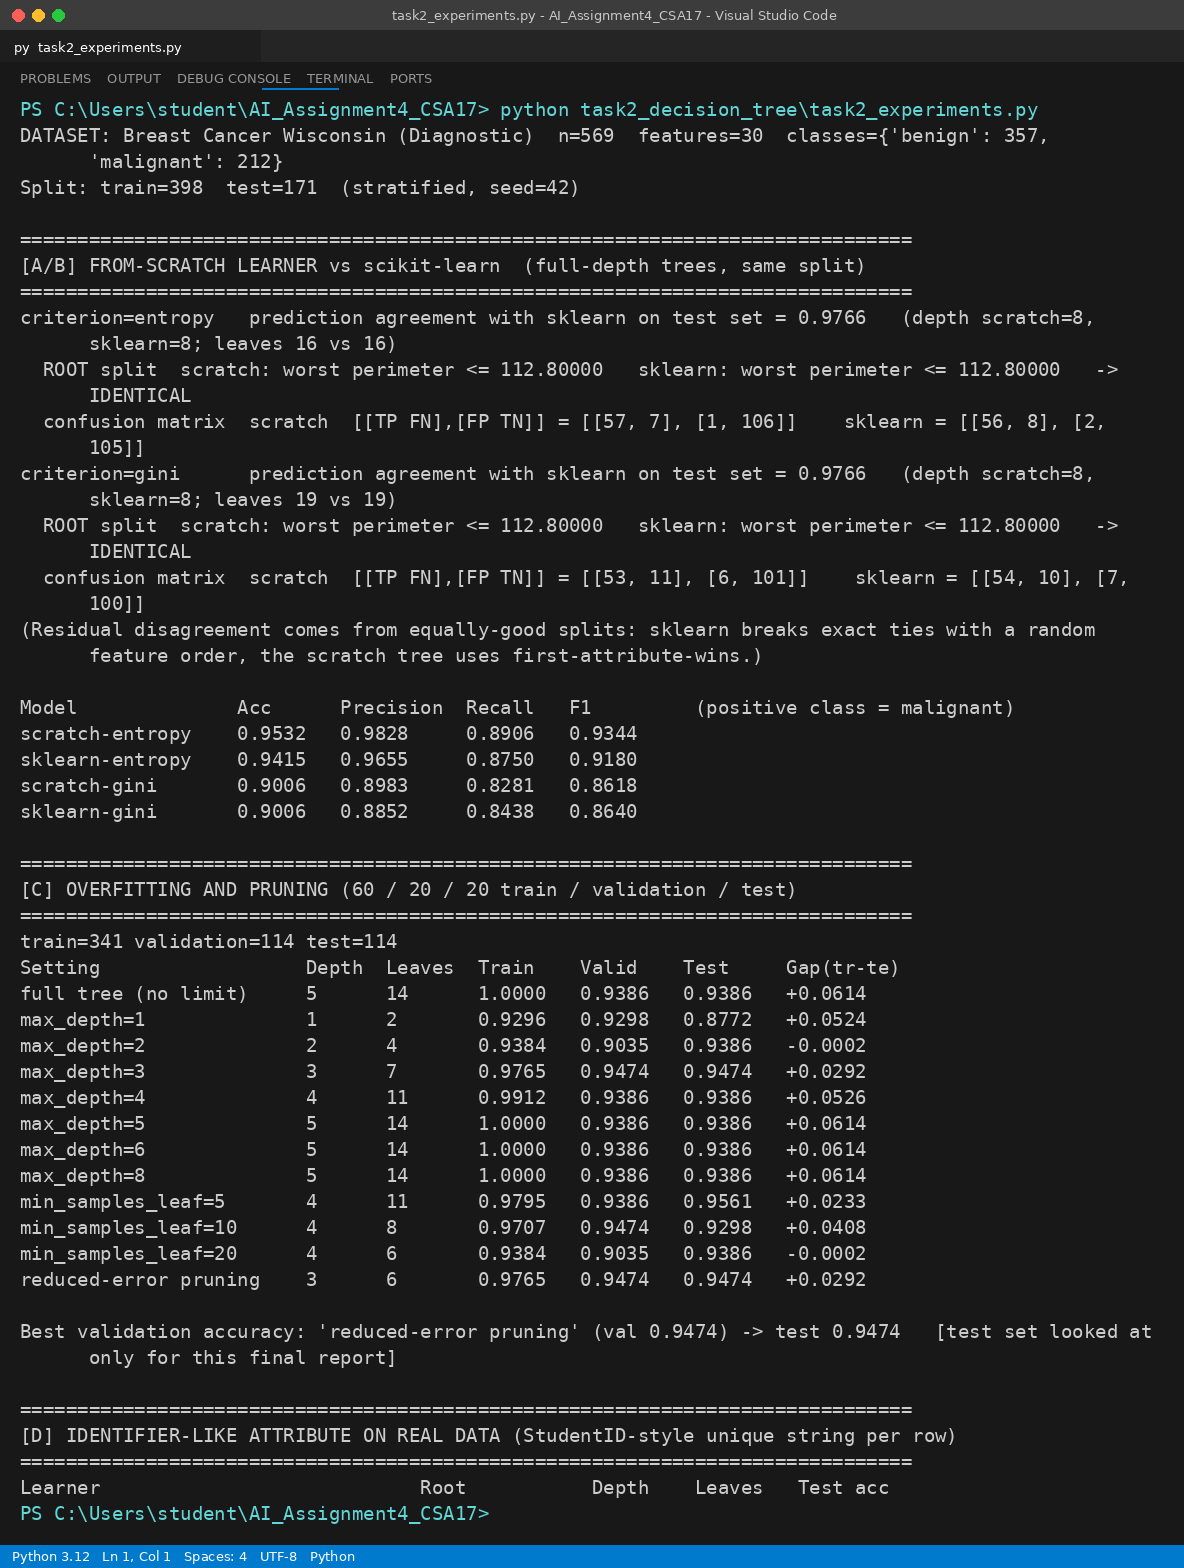 task2_experiments.py - AI_Assignment4_CSA17 - Visual Studio Code
py  task2_experiments.py
PROBLEMS    OUTPUT    DEBUG CONSOLE    TERMINAL    PORTS
PS C:\Users\student\AI_Assignment4_CSA17> python task2_decision_tree\task2_experiments.py
DATASET: Breast Cancer Wisconsin (Diagnostic)  n=569  features=30  classes={'benign': 357,
      'malignant': 212}
Split: train=398  test=171  (stratified, seed=42)
==============================================================================
[A/B] FROM-SCRATCH LEARNER vs scikit-learn  (full-depth trees, same split)
==============================================================================
criterion=entropy   prediction agreement with sklearn on test set = 0.9766   (depth scratch=8,
      sklearn=8; leaves 16 vs 16)
  ROOT split  scratch: worst perimeter <= 112.80000   sklearn: worst perimeter <= 112.80000   ->
      IDENTICAL
  confusion matrix  scratch  [[TP FN],[FP TN]] = [[57, 7], [1, 106]]    sklearn = [[56, 8], [2,
      105]]
criterion=gini      prediction agreement with sklearn on test set = 0.9766   (depth scratch=8,
      sklearn=8; leaves 19 vs 19)
  ROOT split  scratch: worst perimeter <= 112.80000   sklearn: worst perimeter <= 112.80000   ->
      IDENTICAL
  confusion matrix  scratch  [[TP FN],[FP TN]] = [[53, 11], [6, 101]]    sklearn = [[54, 10], [7,
      100]]
(Residual disagreement comes from equally-good splits: sklearn breaks exact ties with a random
      feature order, the scratch tree uses first-attribute-wins.)
Model              Acc      Precision  Recall   F1         (positive class = malignant)
scratch-entropy    0.9532   0.9828     0.8906   0.9344
sklearn-entropy    0.9415   0.9655     0.8750   0.9180
scratch-gini       0.9006   0.8983     0.8281   0.8618
sklearn-gini       0.9006   0.8852     0.8438   0.8640
==============================================================================
[C] OVERFITTING AND PRUNING (60 / 20 / 20 train / validation / test)
==============================================================================
train=341 validation=114 test=114
Setting                  Depth  Leaves  Train    Valid    Test     Gap(tr-te)
full tree (no limit)     5      14      1.0000   0.9386   0.9386   +0.0614
max_depth=1              1      2       0.9296   0.9298   0.8772   +0.0524
max_depth=2              2      4       0.9384   0.9035   0.9386   -0.0002
max_depth=3              3      7       0.9765   0.9474   0.9474   +0.0292
max_depth=4              4      11      0.9912   0.9386   0.9386   +0.0526
max_depth=5              5      14      1.0000   0.9386   0.9386   +0.0614
max_depth=6              5      14      1.0000   0.9386   0.9386   +0.0614
max_depth=8              5      14      1.0000   0.9386   0.9386   +0.0614
min_samples_leaf=5       4      11      0.9795   0.9386   0.9561   +0.0233
min_samples_leaf=10      4      8       0.9707   0.9474   0.9298   +0.0408
min_samples_leaf=20      4      6       0.9384   0.9035   0.9386   -0.0002
reduced-error pruning    3      6       0.9765   0.9474   0.9474   +0.0292
Best validation accuracy: 'reduced-error pruning' (val 0.9474) -> test 0.9474   [test set looked at
      only for this final report]
==============================================================================
[D] IDENTIFIER-LIKE ATTRIBUTE ON REAL DATA (StudentID-style unique string per row)
==============================================================================
Learner                            Root           Depth    Leaves   Test acc
PS C:\Users\student\AI_Assignment4_CSA17>
Python 3.12   Ln 1, Col 1   Spaces: 4   UTF-8   Python